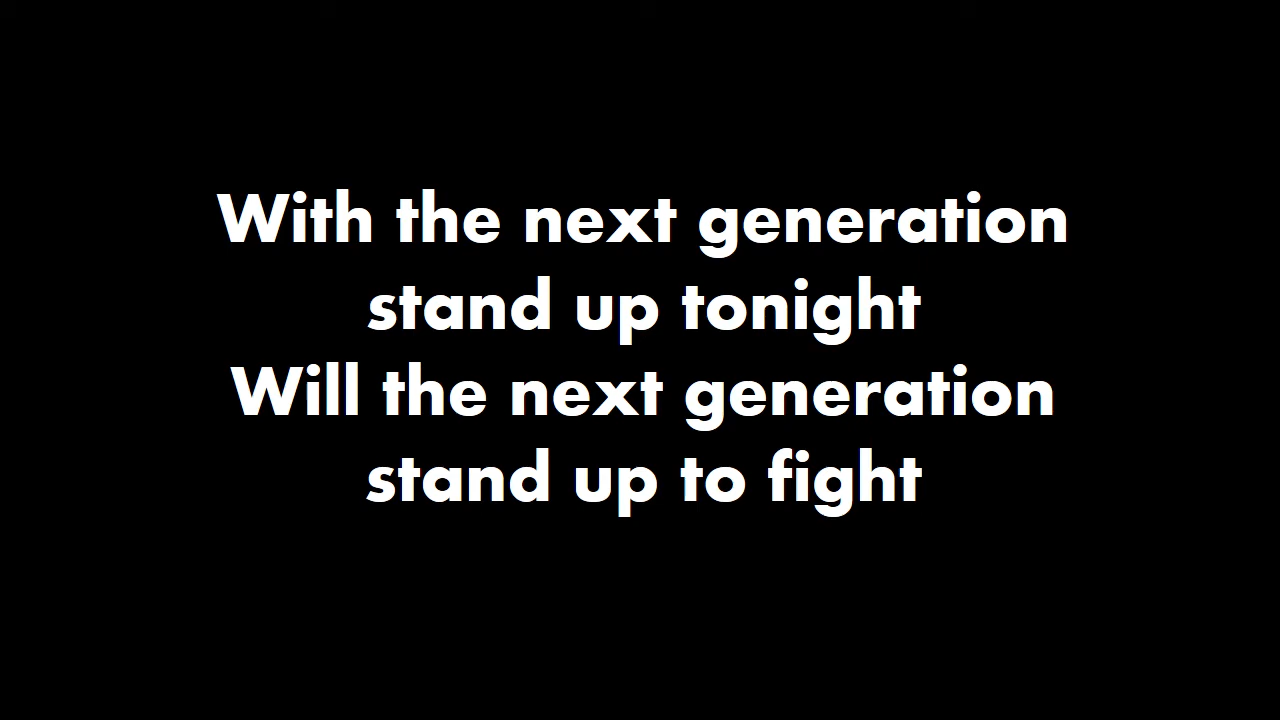 With the next generation
stand up tonight
Will the next generation
stand up to fight